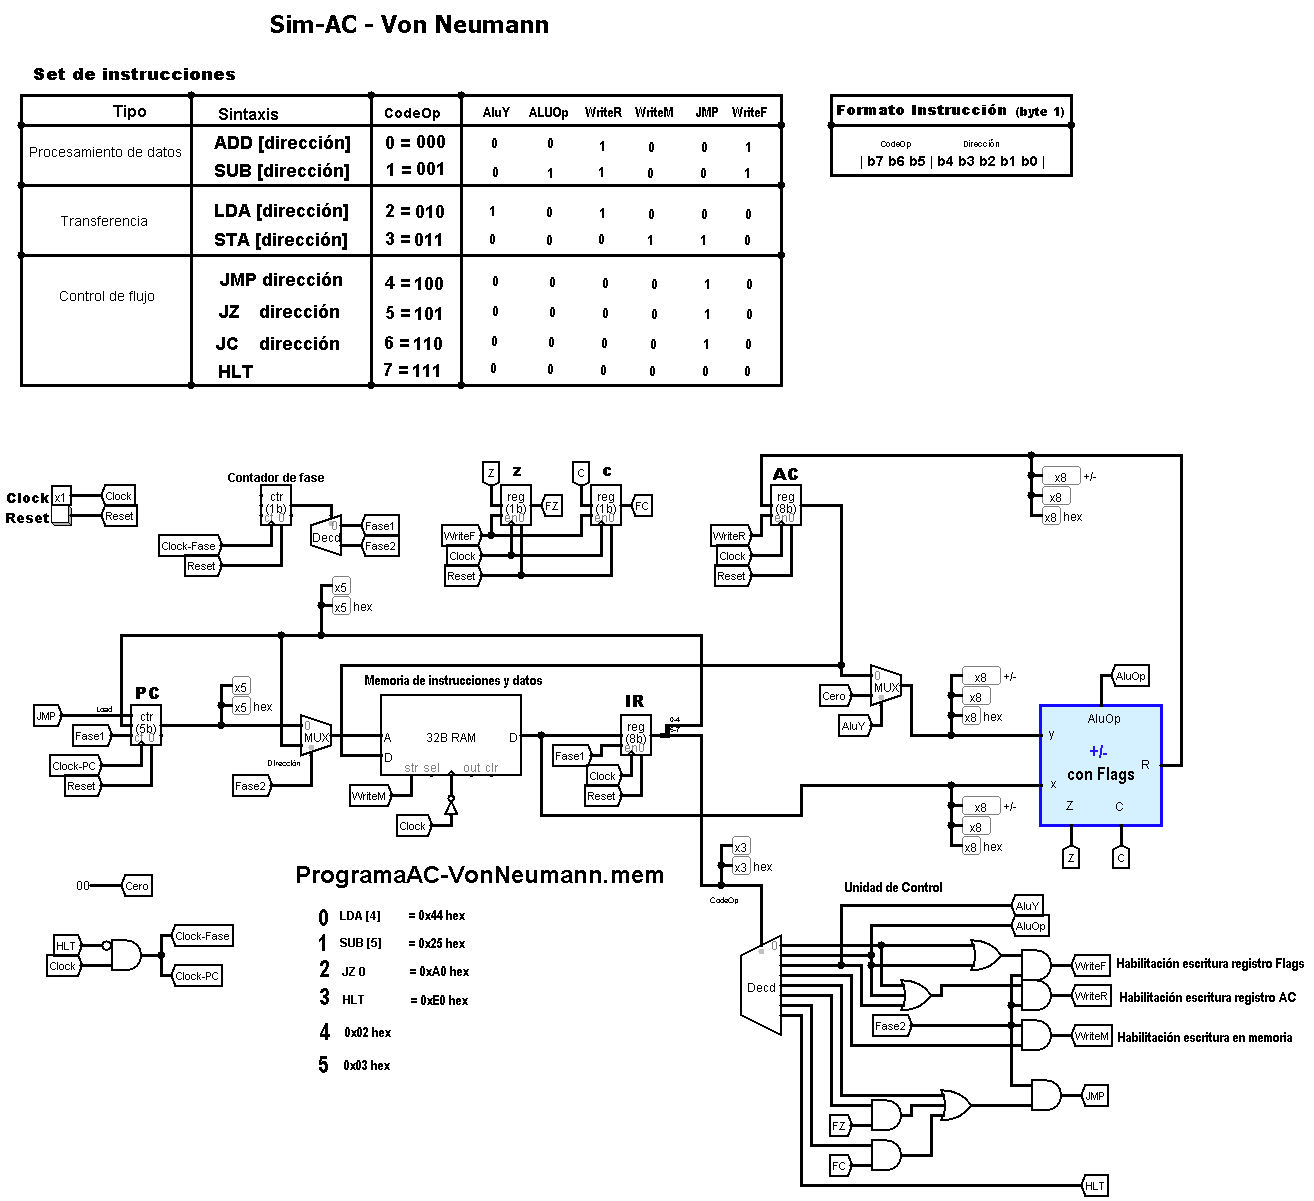 Sim-AC - Von Neumann
Set de instrucciones
Tipo Sintaxis CodeOp AluY ALUOp WriteR WriteM JMP WriteF
Procesamiento de datos
ADD [dirección] 0 = 000 0 0 1 0 0 1
SUB [dirección] 1 = 001 0 1 1 0 0 1
Transferencia
LDA [dirección] 2 = 010 1 0 1 0 0 0
STA [dirección] 3 = 011 0 0 0 1 1 0
Control de flujo
JMP dirección 4 = 100 0 0 0 0 1 0
JZ dirección 5 = 101 0 0 0 0 1 0
JC dirección 6 = 110 0 0 0 0 1 0
HLT 7 = 111 0 0 0 0 0 0
Formato Instrucción (byte 1)
CodeOp Dirección
| b7 b6 b5 | b4 b3 b2 b1 b0 |
Clock x1 Clock
Reset Reset
Contador de fase
ctr
(1b)
ct 0
0
Decd
Fase1
Fase2
Clock-Fase
Reset
Z z C c
reg
(1b)
en0
FZ
reg
(1b)
en0
FC
WriteF
Clock
Reset
AC
reg
(8b)
en0
WriteR
Clock
Reset
x8 +/-
x8
x8 hex
x5
x5 hex
PC
JMP Load
ctr
(5b)
ct 0
Fase1
Clock-PC
Reset
x5
x5 hex
0
MUX
Dirección
Fase2
Memoria de instrucciones y datos
A
D
32B RAM
D
str sel out clr
WriteM
Clock
IR
reg
(8b)
en0
0-4
5-7
Fase1
Clock
Reset
0
MUX
Cero
AluY
x8 +/-
x8
x8 hex
AluOp
AluOp
y
+/-
con Flags
R
x
Z C
Z C
x8 +/-
x8
x8 hex
x3
x3 hex
CodeOp
00 Cero
HLT
Clock
Clock-Fase
Clock-PC
ProgramaAC-VonNeumann.mem
0 LDA [4] = 0x44 hex
1 SUB [5] = 0x25 hex
2 JZ 0 = 0xA0 hex
3 HLT = 0xE0 hex
4 0x02 hex
5 0x03 hex
Unidad de Control
0
Decd
AluY
AluOp
WriteF Habilitación escritura registro Flags
WriteR Habilitación escritura registro AC
Fase2
WriteM Habilitación escritura en memoria
JMP
FZ
FC
HLT